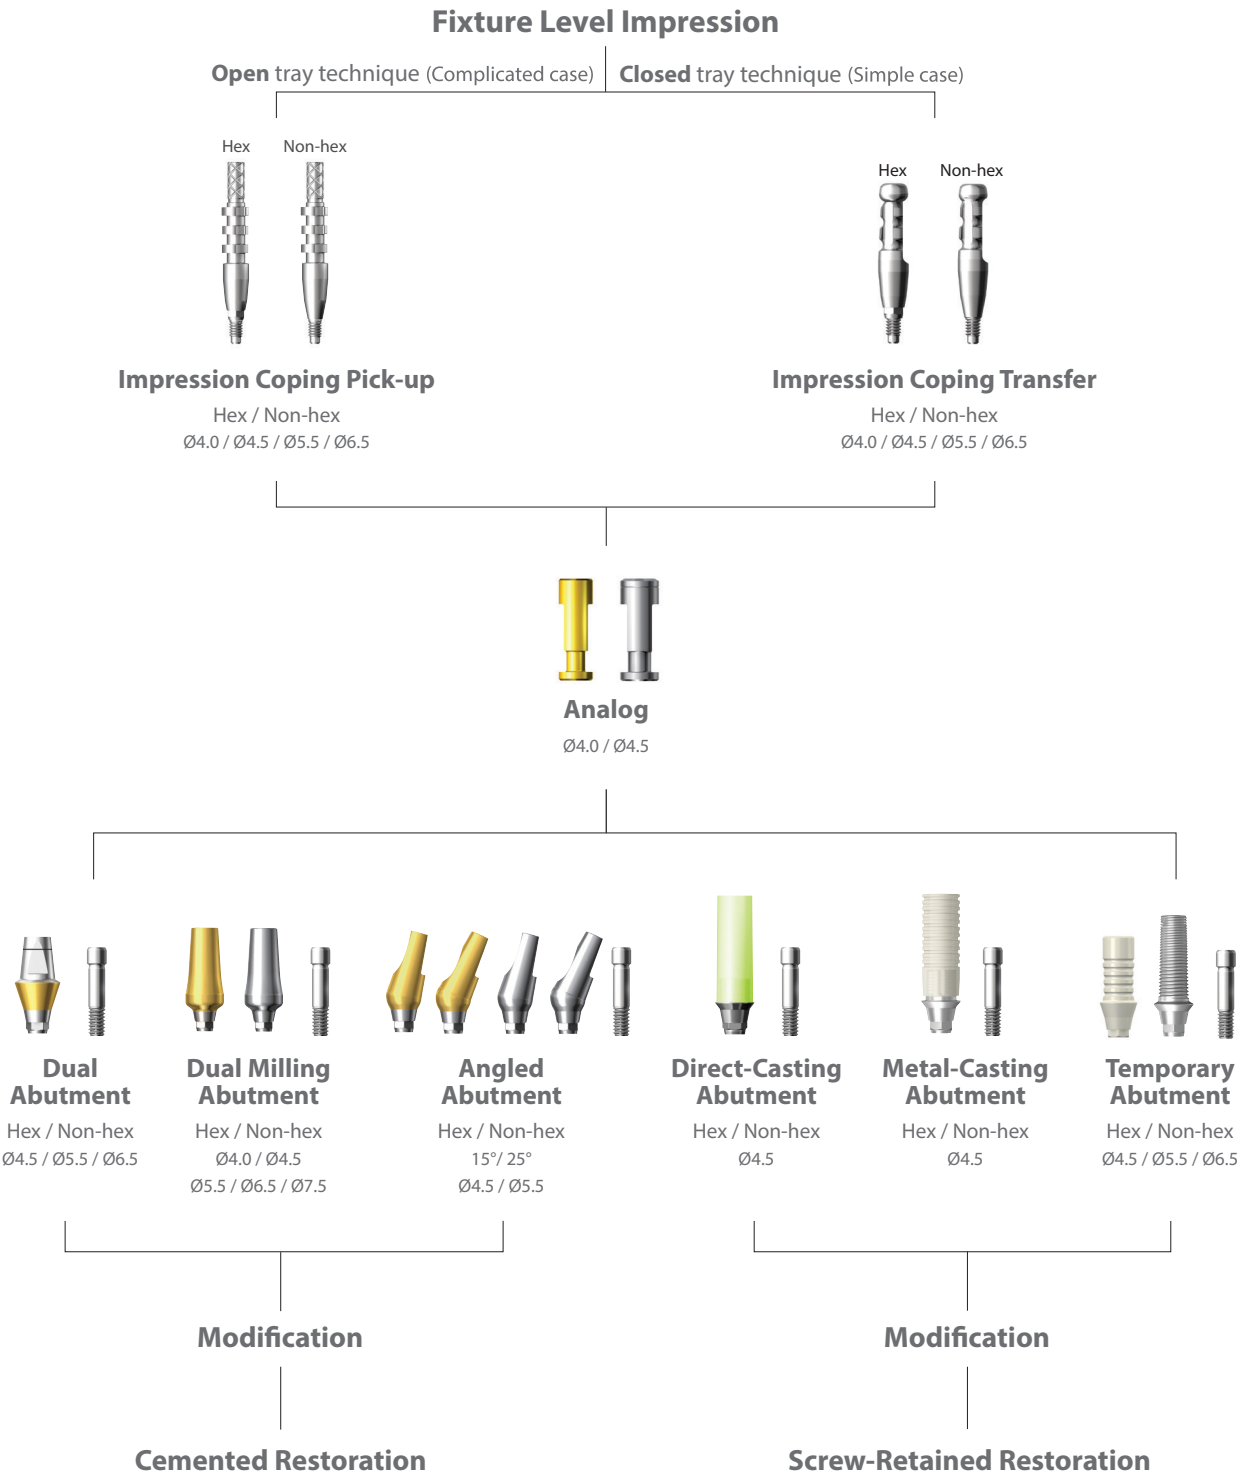 Fixture Level Impression
Open tray technique (Complicated case)
Closed tray technique (Simple case)
Hex
Non-hex
Hex
Non-hex
Impression Coping Pick-up
Hex / Non-hex
Ø4.0 / Ø4.5 / Ø5.5 / Ø6.5
Impression Coping Transfer
Hex / Non-hex
Ø4.0 / Ø4.5 / Ø5.5 / Ø6.5
Analog
Ø4.0 / Ø4.5
Dual
Abutment
Hex / Non-hex
Ø4.5 / Ø5.5 / Ø6.5
Dual Milling
Abutment
Hex / Non-hex
Ø4.0 / Ø4.5
Ø5.5 / Ø6.5 / Ø7.5
Angled
Abutment
Hex / Non-hex
15°/ 25°
Ø4.5 / Ø5.5
Direct-Casting
Abutment
Hex / Non-hex
Ø4.5
Metal-Casting
Abutment
Hex / Non-hex
Ø4.5
Temporary
Abutment
Hex / Non-hex
Ø4.5 / Ø5.5 / Ø6.5
Modification
Modification
Cemented Restoration
Screw-Retained Restoration